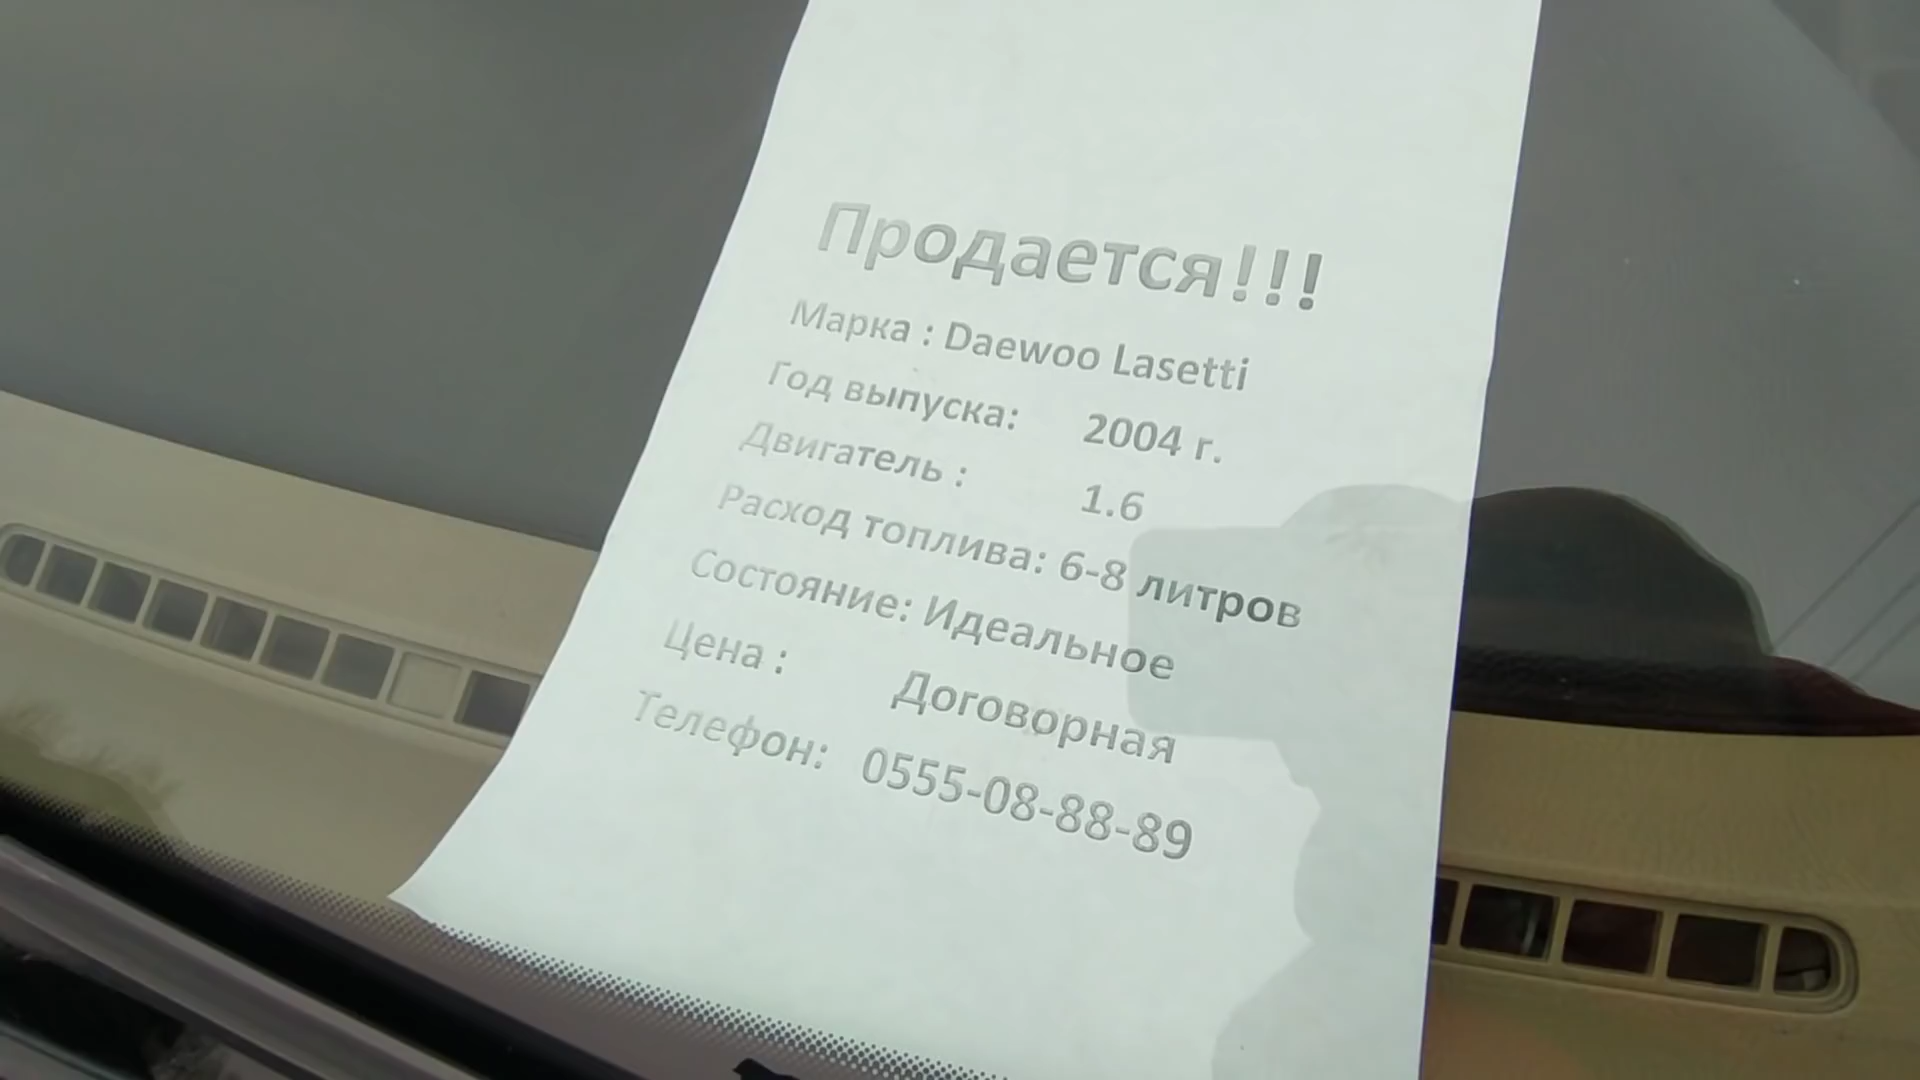 Продается!!!
Марка : Daewoo Lasetti
Год выпуска: 2004 г.
Двигатель : 1.6
Расход топлива: 6-8 литров
Состояние: Идеальное
Цена : Договорная
Телефон: 0555-08-88-89